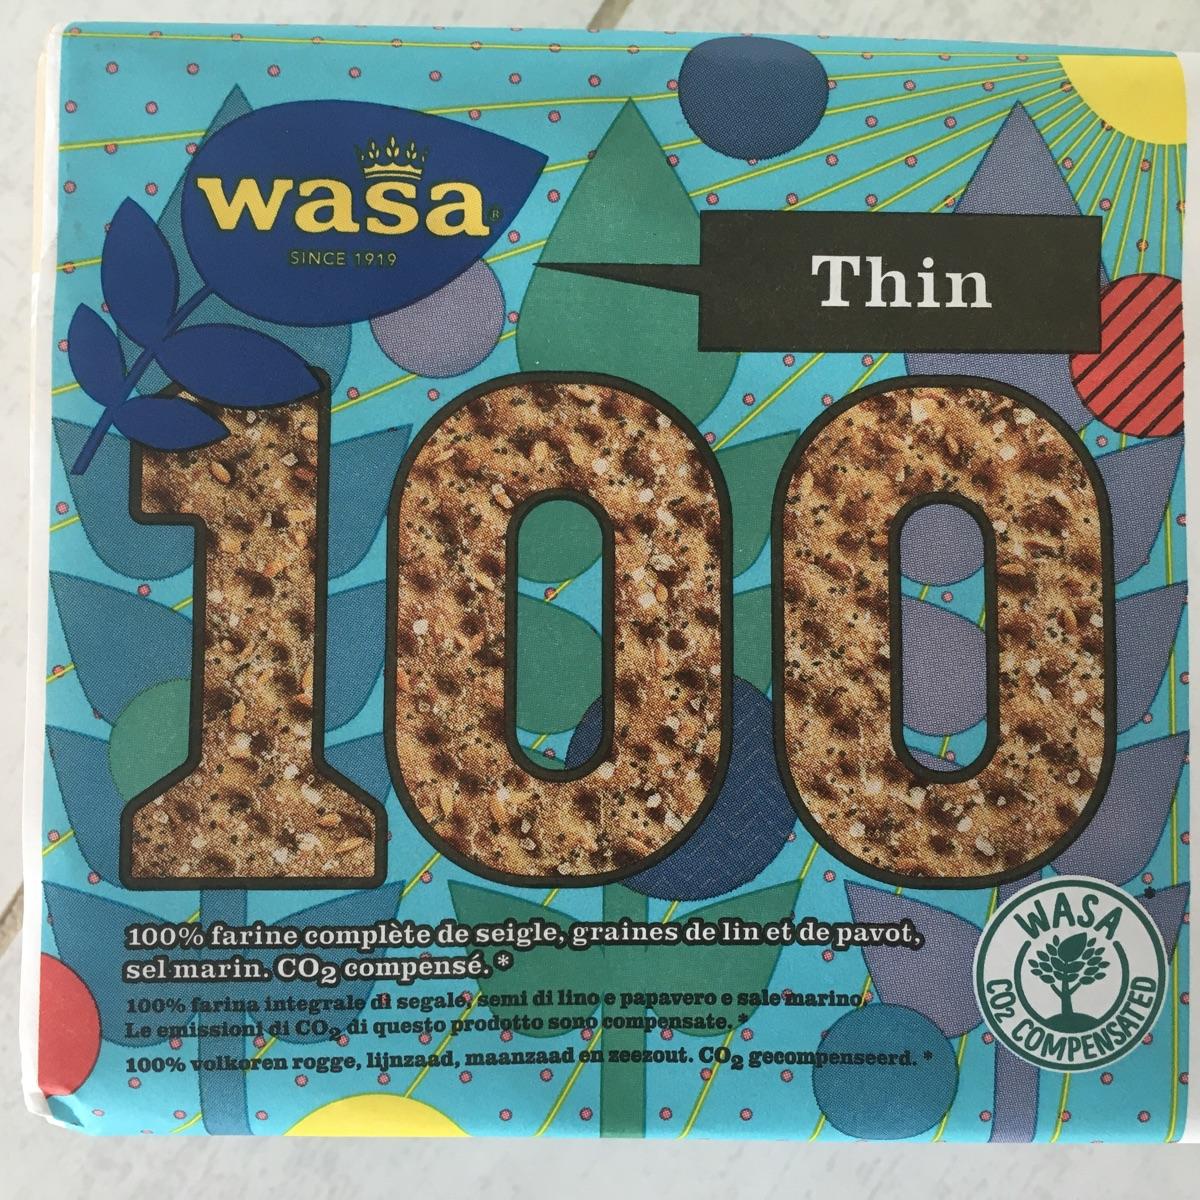 wasa®
SINCE 1919
Thin
100
100% farine complète de seigle, graines de lin et de pavot,
sel marin. CO₂ compensé.*
100% farina integrale di segale, semi di lino e papavero e sale marino.
Le emissioni di CO₂ di questo prodotto sono compensate. *
100% volkoren rogge, lijnzaad, maanzaad en zeezout. CO₂ gecompenseerd. *
WASA
CO2 COMPENSATED
*